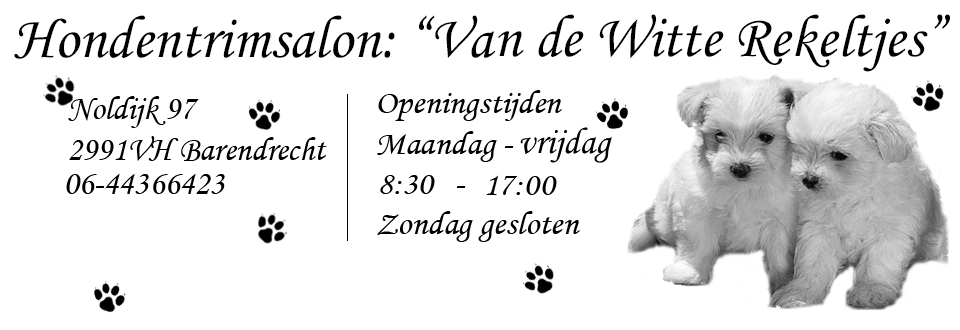 Hondentrimsalon: “Van de Witte Rekeltjes”
Noldijk 97
2991VH Barendrecht
06-44366423
Openingstijden
Maandag - vrijdag
8:30 - 17:00
Zondag gesloten